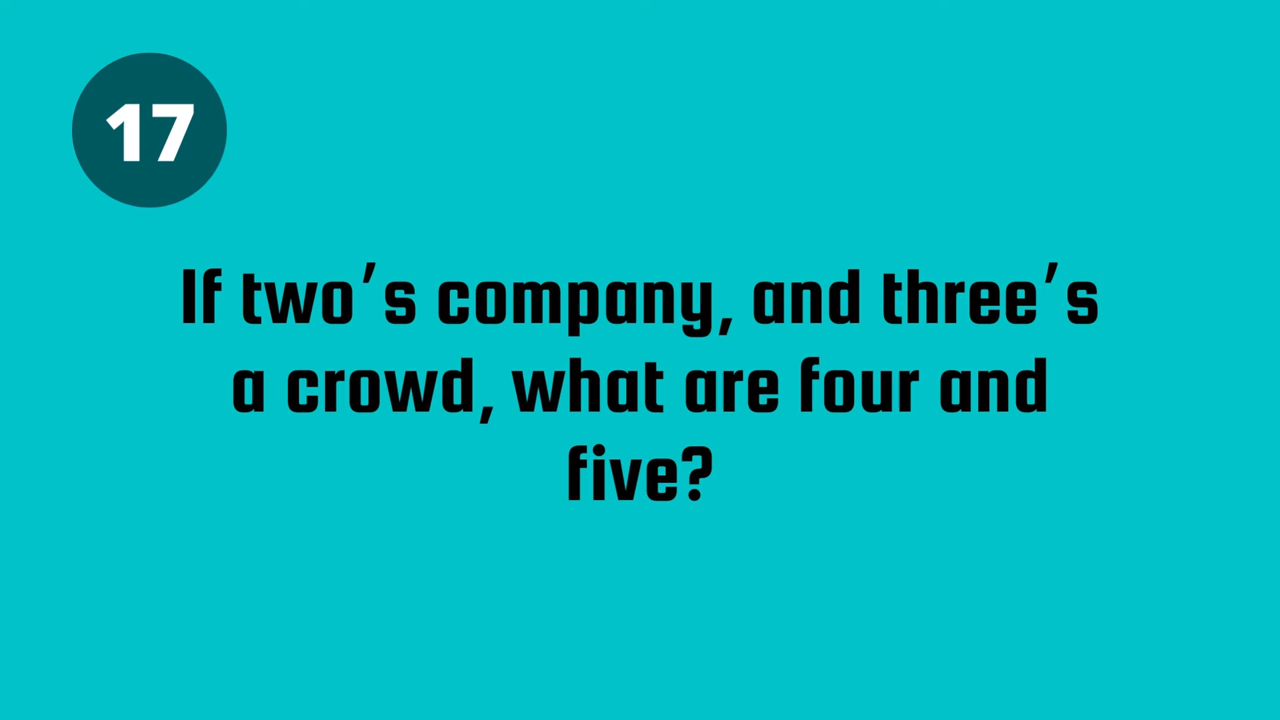 17
If two’s company, and three’s
a crowd, what are four and
five?